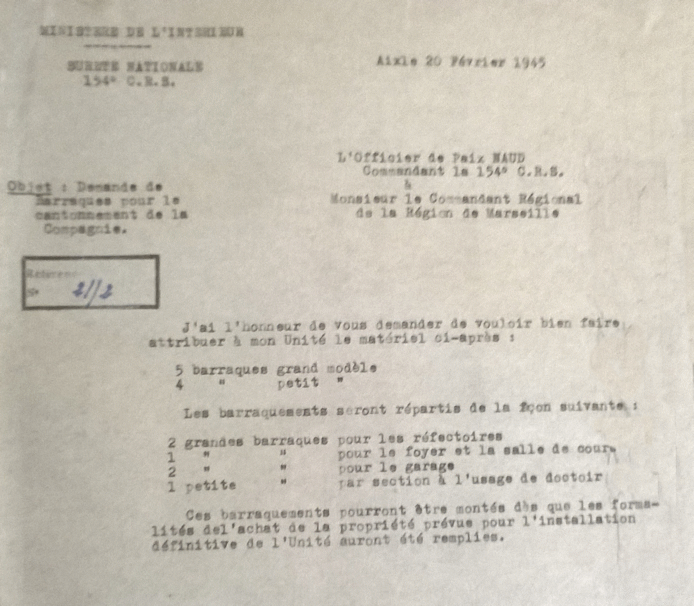 MINISTERE DE L'INTERIEUR
SURETE NATIONALE
154° C.R.S.
Aixle 20 Février 1945
L'Officier de Paix NAUD
Commandant la 154° C.R.S.
à
Monsieur le Commandant Régional
de la Région de Marseille
Objet : Demande de
Barraques pour le
cantonnement de la
Compagnie.
Référence
N°
J'ai l'honneur de vous demander de vouloir bien faire
attribuer à mon Unité le matériel ci-après :
5 barraques grand modèle
4 " petit "
Les barraquements seront répartis de la façon suivante :
2 grandes barraques pour les réfectoires
1 " " pour le foyer et la salle de cours
2 " " pour le garage
1 petite " par section à l'usage de doctoir
Ces barraquements pourront être montés dès que les forma-
lités del'achat de la propriété prévue pour l'installation
définitive de l'Unité auront été remplies.